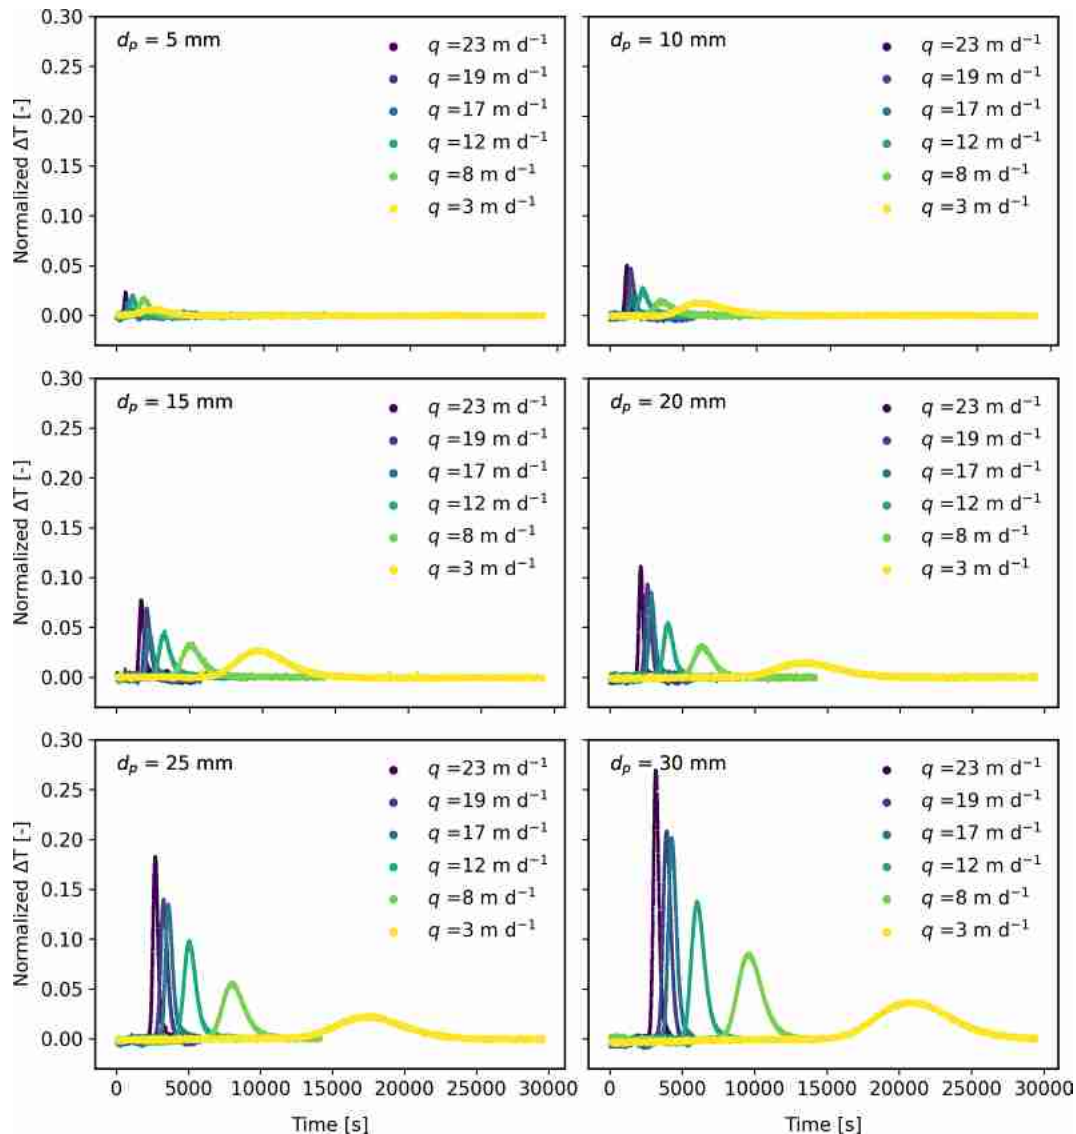 0.30
d_p = 5 mm
q =23 m d⁻¹
q =19 m d⁻¹
q =17 m d⁻¹
q =12 m d⁻¹
q =8 m d⁻¹
q =3 m d⁻¹
0.25
0.20
0.15
0.10
0.05
0.00
Normalized ΔT [-]
d_p = 10 mm
q =23 m d⁻¹
q =19 m d⁻¹
q =17 m d⁻¹
q =12 m d⁻¹
q =8 m d⁻¹
q =3 m d⁻¹
0.30
d_p = 15 mm
q =23 m d⁻¹
q =19 m d⁻¹
q =17 m d⁻¹
q =12 m d⁻¹
q =8 m d⁻¹
q =3 m d⁻¹
0.25
0.20
0.15
0.10
0.05
0.00
Normalized ΔT [-]
d_p = 20 mm
q =23 m d⁻¹
q =19 m d⁻¹
q =17 m d⁻¹
q =12 m d⁻¹
q =8 m d⁻¹
q =3 m d⁻¹
0.30
d_p = 25 mm
q =23 m d⁻¹
q =19 m d⁻¹
q =17 m d⁻¹
q =12 m d⁻¹
q =8 m d⁻¹
q =3 m d⁻¹
0.25
0.20
0.15
0.10
0.05
0.00
Normalized ΔT [-]
0 5000 10000 15000 20000 25000 30000
Time [s]
d_p = 30 mm
q =23 m d⁻¹
q =19 m d⁻¹
q =17 m d⁻¹
q =12 m d⁻¹
q =8 m d⁻¹
q =3 m d⁻¹
0 5000 10000 15000 20000 25000 30000
Time [s]